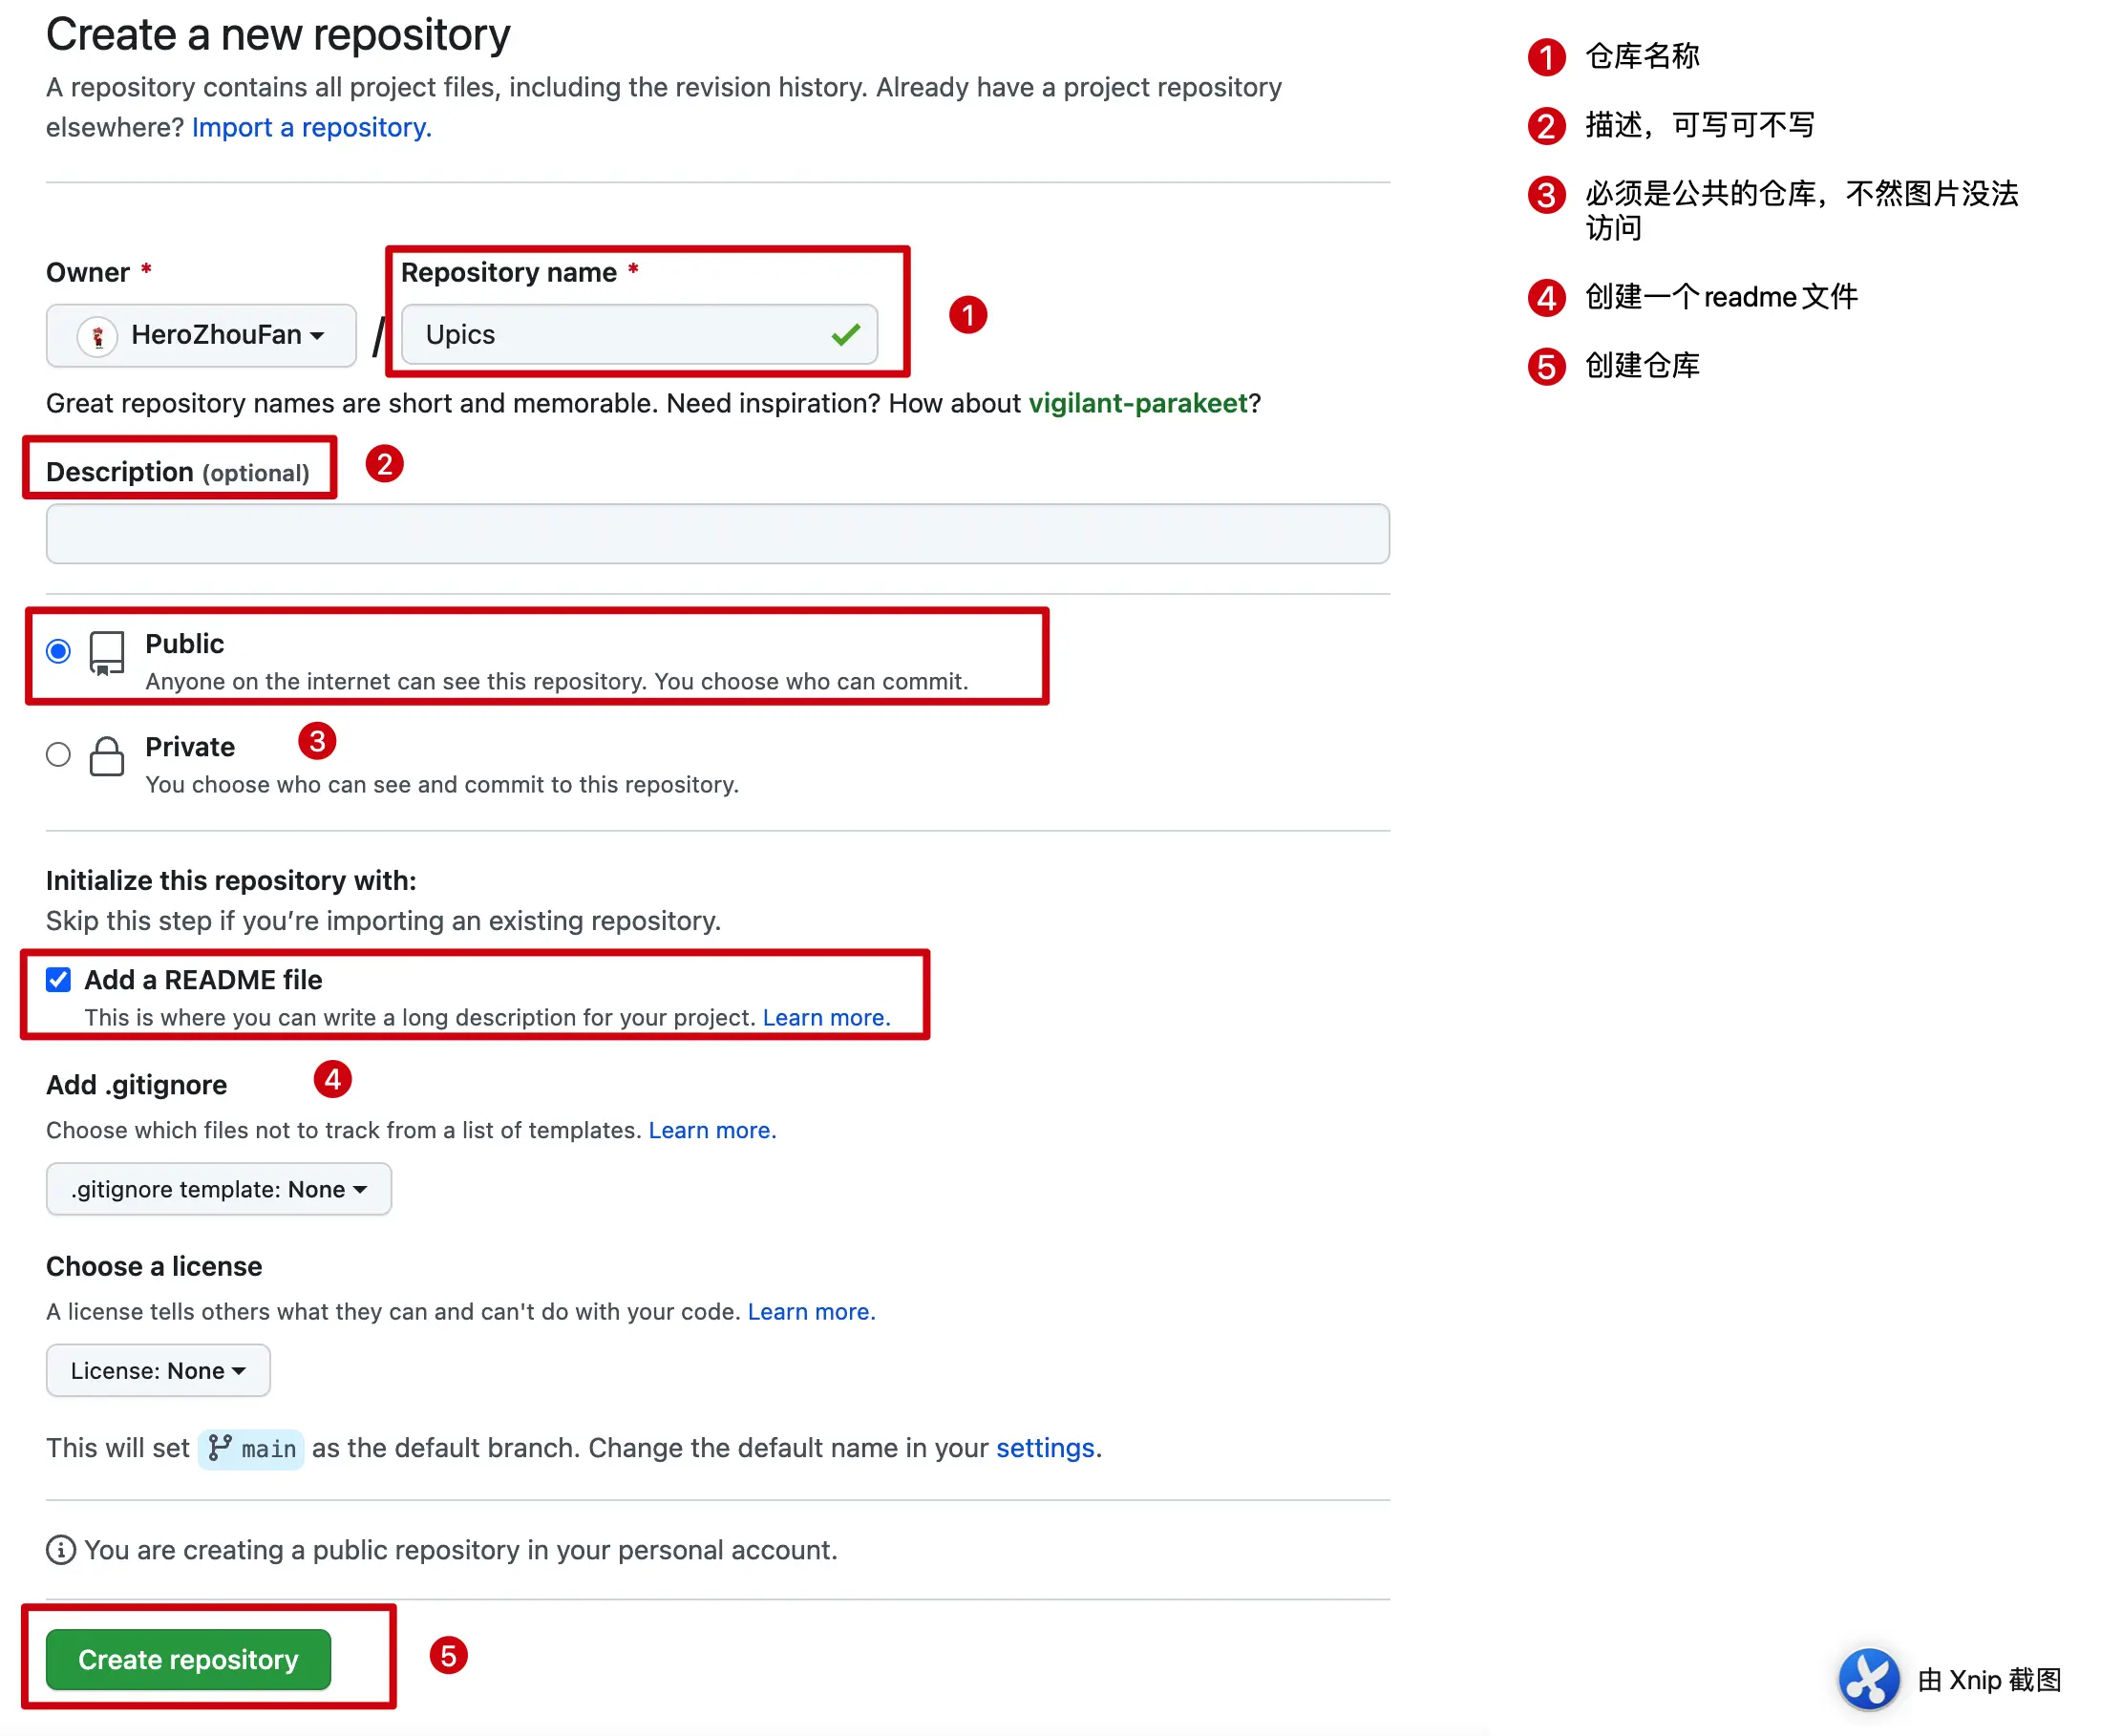 Create a new repository
A repository contains all project files, including the revision history. Already have a project repository
elsewhere? Import a repository.
Owner *
Repository name *
HeroZhouFan
/
Upics
1
Great repository names are short and memorable. Need inspiration? How about vigilant-parakeet?
Description (optional)
2
Public
Anyone on the internet can see this repository. You choose who can commit.
Private
3
You choose who can see and commit to this repository.
Initialize this repository with:
Skip this step if you’re importing an existing repository.
Add a README file
This is where you can write a long description for your project. Learn more.
Add .gitignore
4
Choose which files not to track from a list of templates. Learn more.
.gitignore template: None
Choose a license
A license tells others what they can and can't do with your code. Learn more.
License: None
This will set main as the default branch. Change the default name in your settings.
You are creating a public repository in your personal account.
Create repository
5
1 仓库名称
2 描述，可写可不写
3 必须是公共的仓库，不然图片没法
访问
4 创建一个readme文件
5 创建仓库
由 Xnip 截图